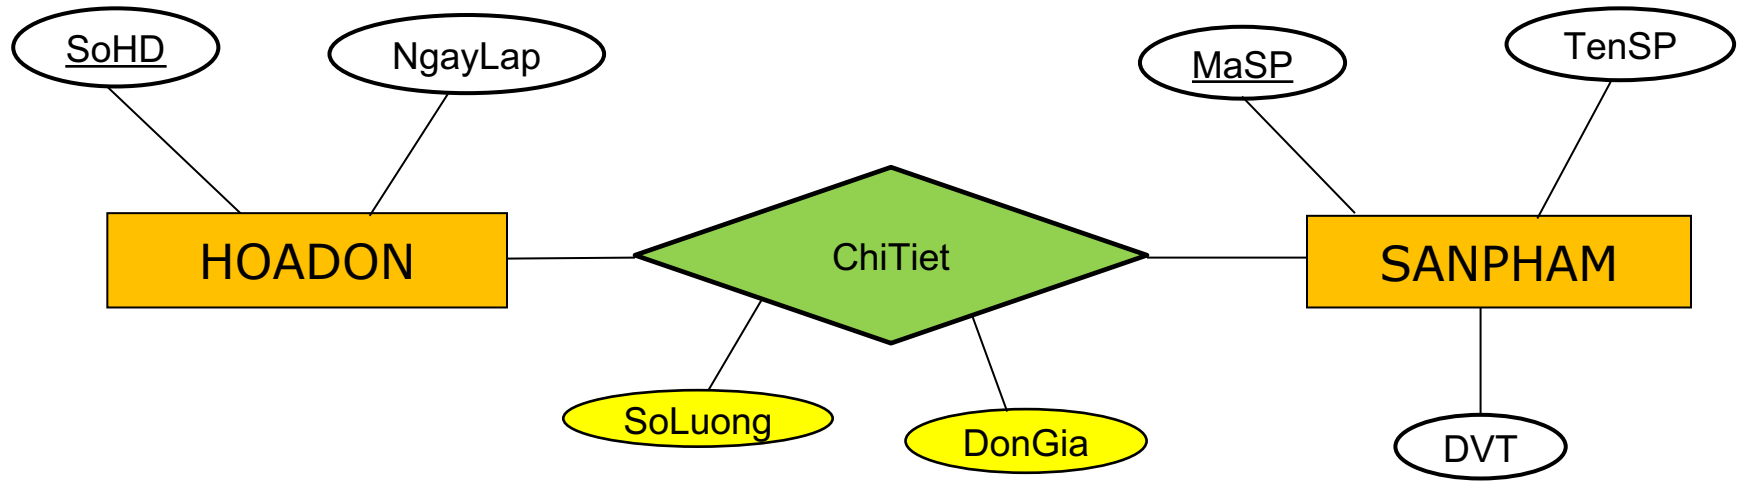 SoHD
NgayLap
MaSP
TenSP
HOADON
ChiTiet
SANPHAM
SoLuong
DonGia
DVT